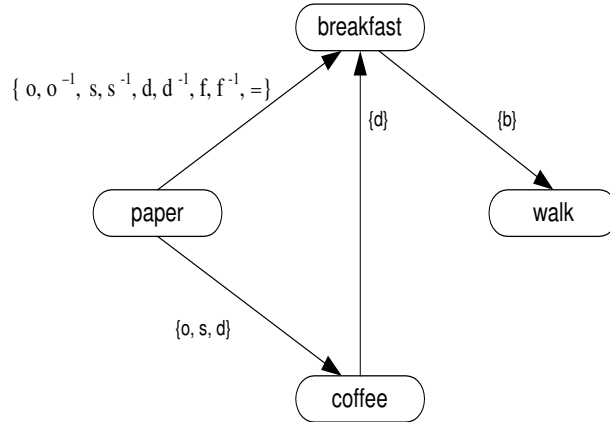 breakfast
{ o, o⁻¹, s, s⁻¹, d, d⁻¹, f, f⁻¹, =}
{d}
{b}
paper
walk
{o, s, d}
coffee